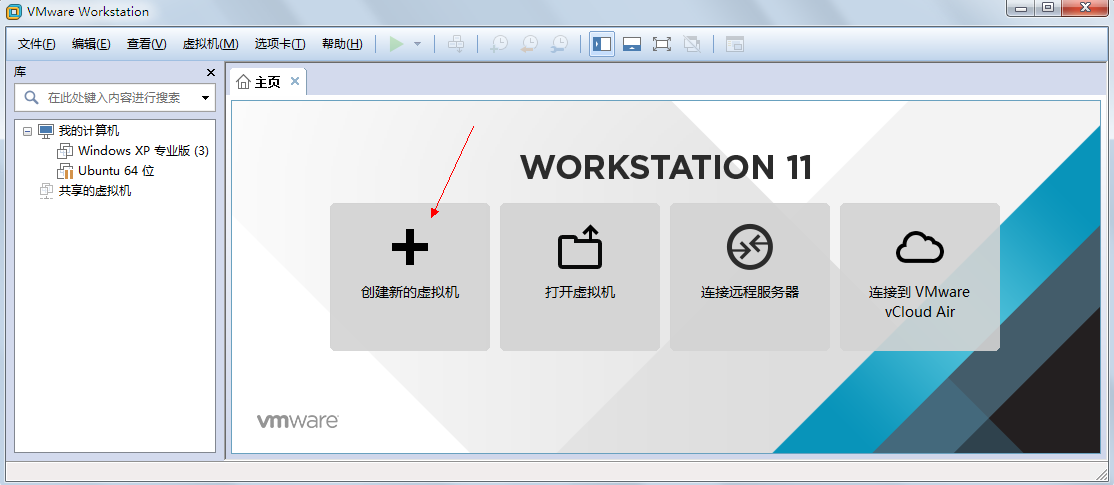 VMware Workstation
文件(F) 编辑(E) 查看(V) 虚拟机(M) 选项卡(T) 帮助(H)
库
在此处键入内容进行搜索
我的计算机
Windows XP 专业版 (3)
Ubuntu 64 位
共享的虚拟机
主页
WORKSTATION 11
创建新的虚拟机
打开虚拟机
连接远程服务器
连接到 VMware
vCloud Air
vmware